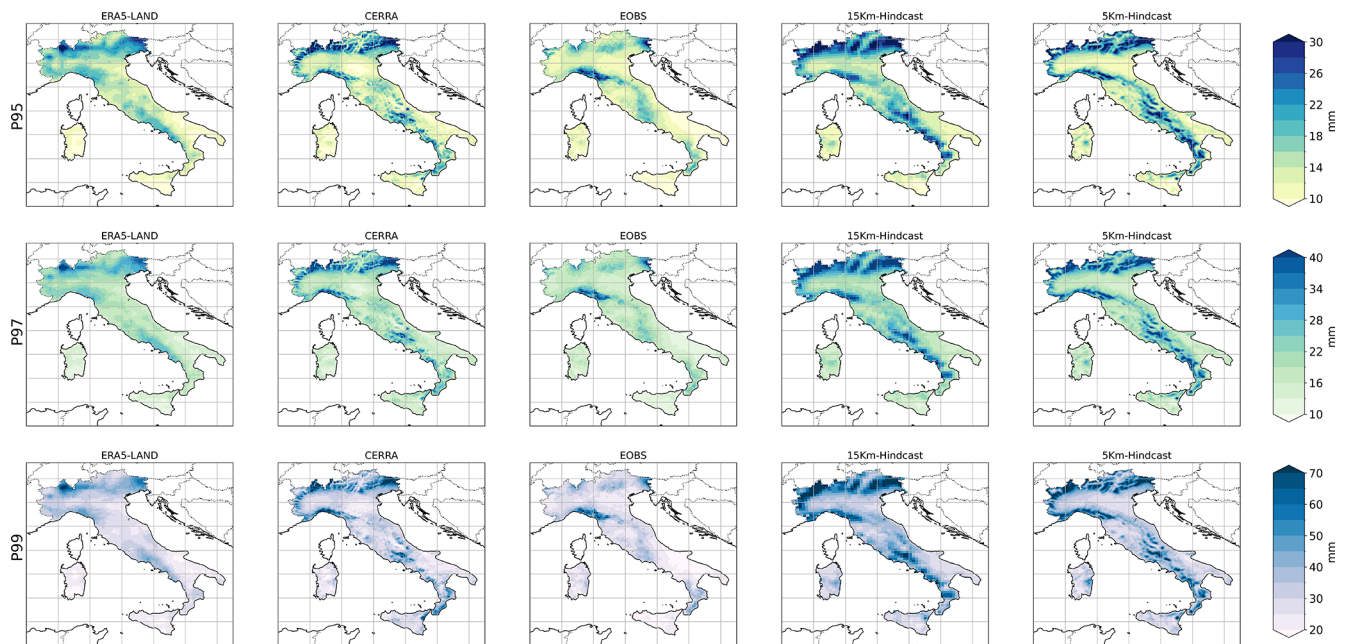 ERA5-LAND CERRA EOBS 15Km-Hindcast 5Km-Hindcast
P95
30
26
22
18
14
10
mm
ERA5-LAND CERRA EOBS 15Km-Hindcast 5Km-Hindcast
P97
40
34
28
22
16
10
mm
ERA5-LAND CERRA EOBS 15Km-Hindcast 5Km-Hindcast
P99
70
60
50
40
30
20
mm